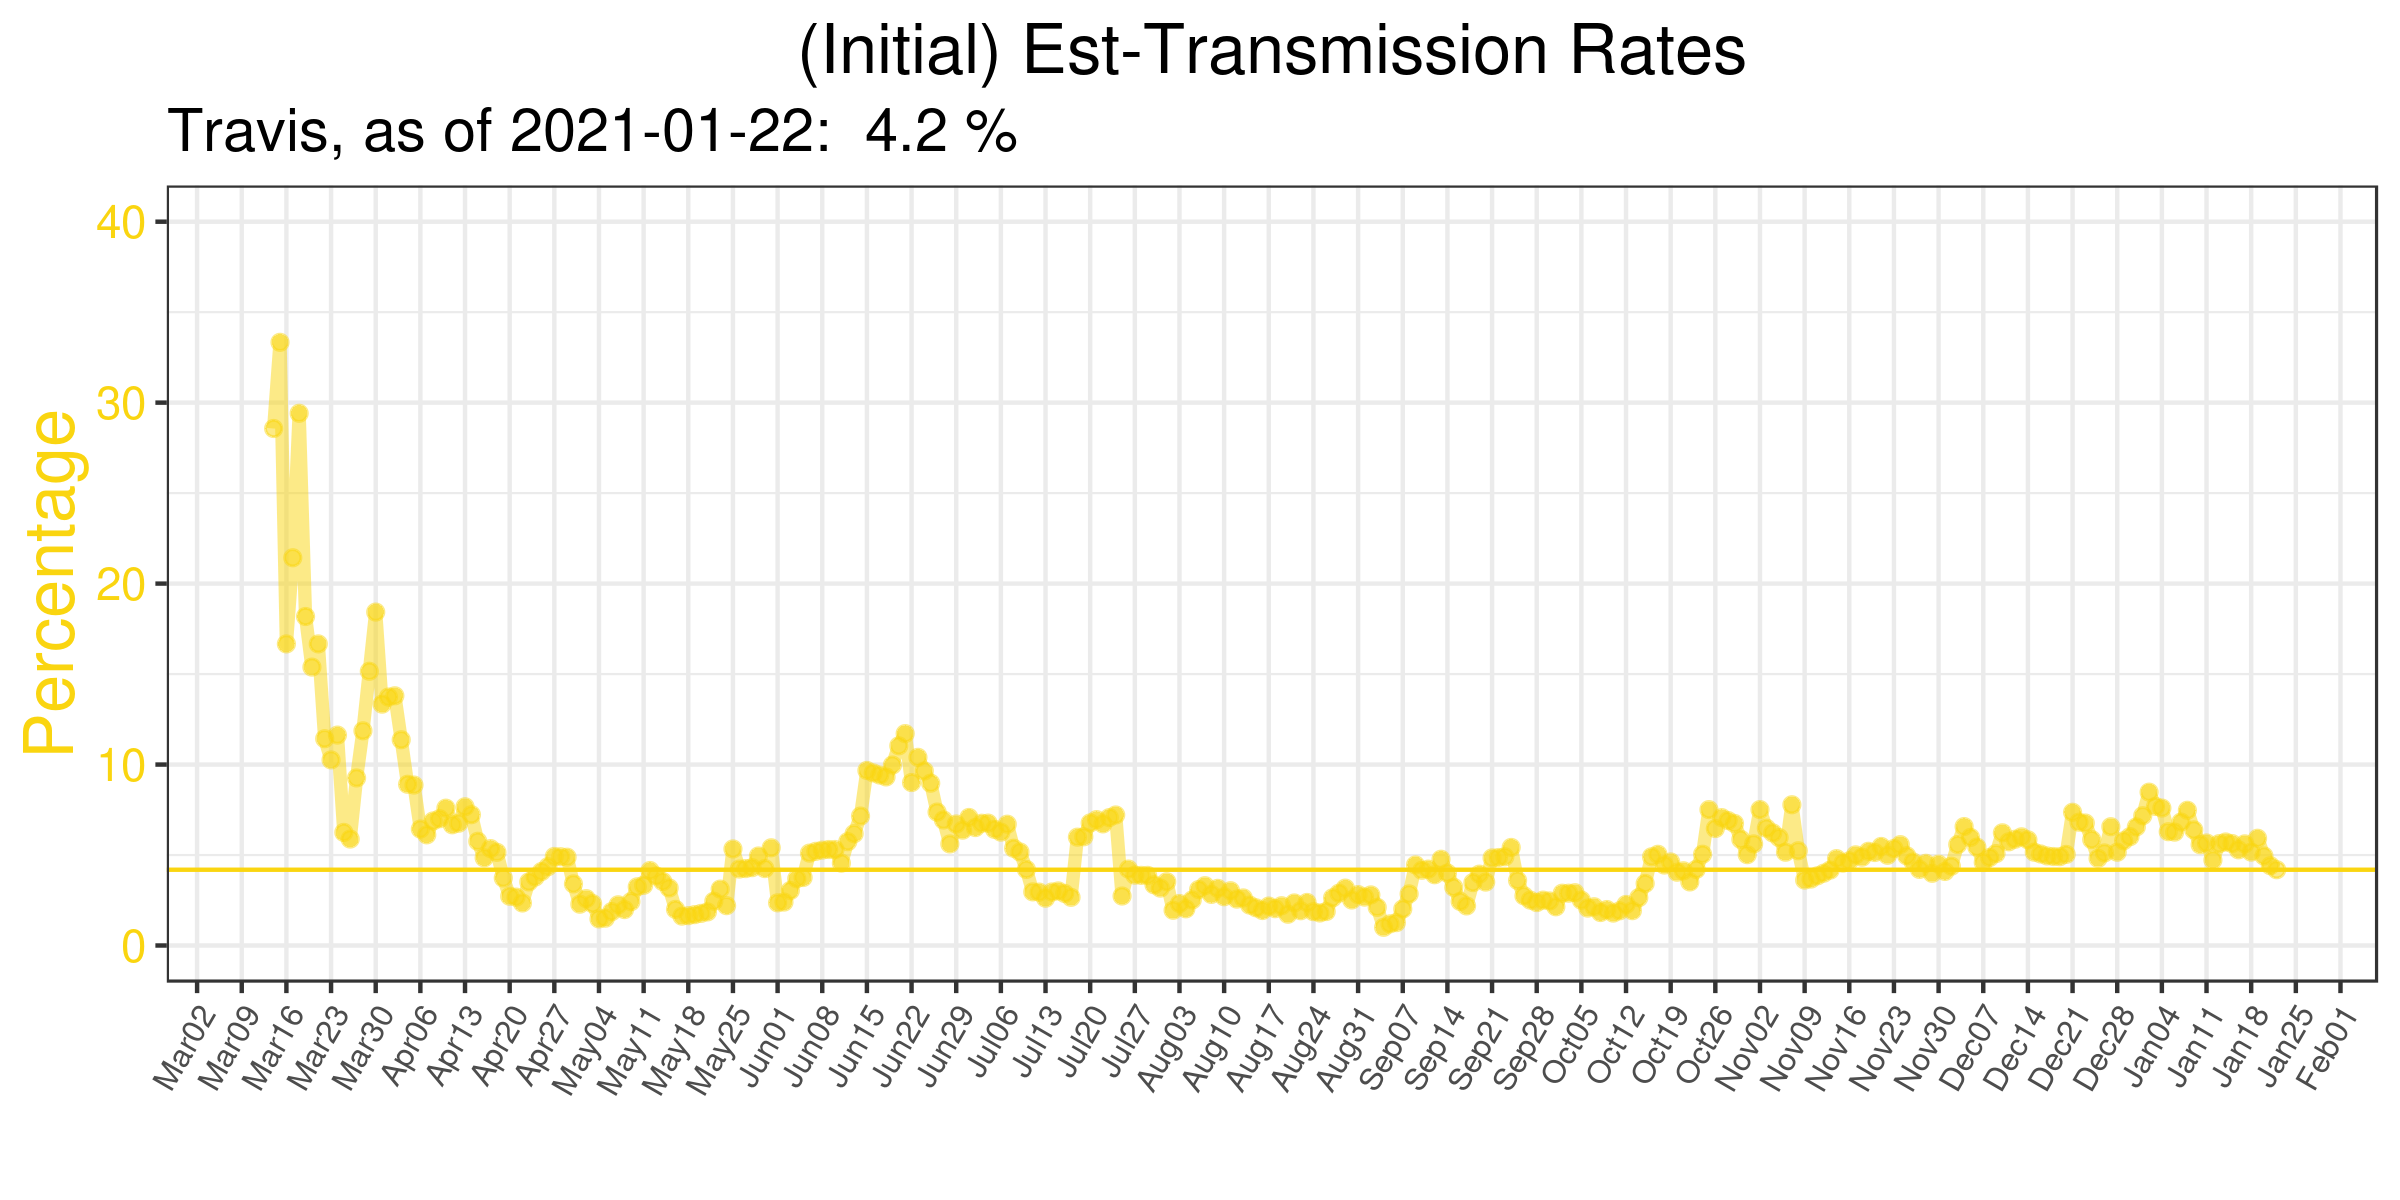 (Initial) Est-Transmission Rates
Travis, as of 2021-01-22:  4.2 %
Percentage
40
30
20
10
0
Mar02
Mar09
Mar16
Mar23
Mar30
Apr06
Apr13
Apr20
Apr27
May04
May11
May18
May25
Jun01
Jun08
Jun15
Jun22
Jun29
Jul06
Jul13
Jul20
Jul27
Aug03
Aug10
Aug17
Aug24
Aug31
Sep07
Sep14
Sep21
Sep28
Oct05
Oct12
Oct19
Oct26
Nov02
Nov09
Nov16
Nov23
Nov30
Dec07
Dec14
Dec21
Dec28
Jan04
Jan11
Jan18
Jan25
Feb01